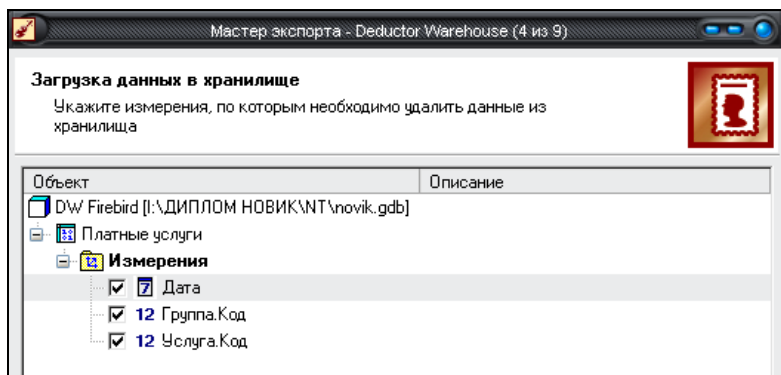 Мастер экспорта - Deductor Warehouse (4 из 9)
Загрузка данных в хранилище
Укажите измерения, по которым необходимо удалить данные из
хранилища
Объект Описание
DW Firebird [I:\ДИПЛОМ НОВИК\NT\novik.gdb]
Платные услуги
Измерения
7 Дата
12 Группа.Код
12 Услуга.Код